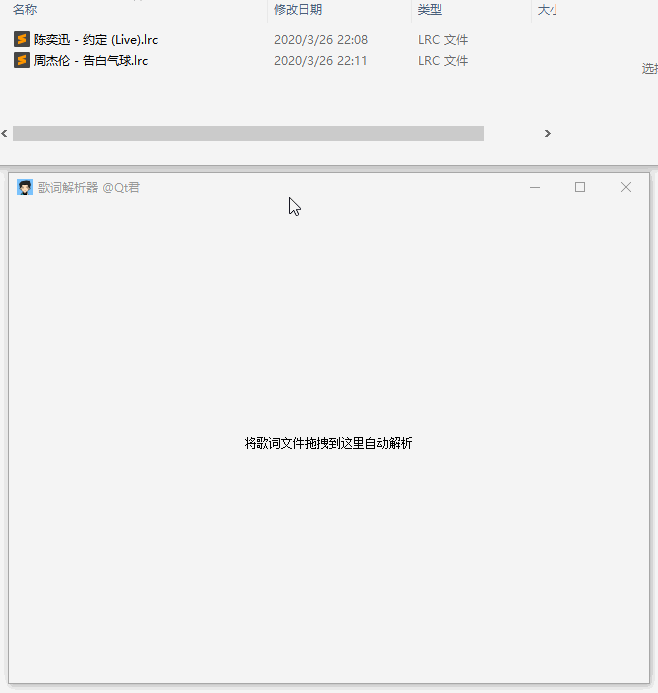 名称 修改日期 类型 大小
陈奕迅 - 约定 (Live).lrc 2020/3/26 22:08 LRC 文件
周杰伦 - 告白气球.lrc 2020/3/26 22:11 LRC 文件
选
歌词解析器 @Qt君
将歌词文件拖拽到这里自动解析